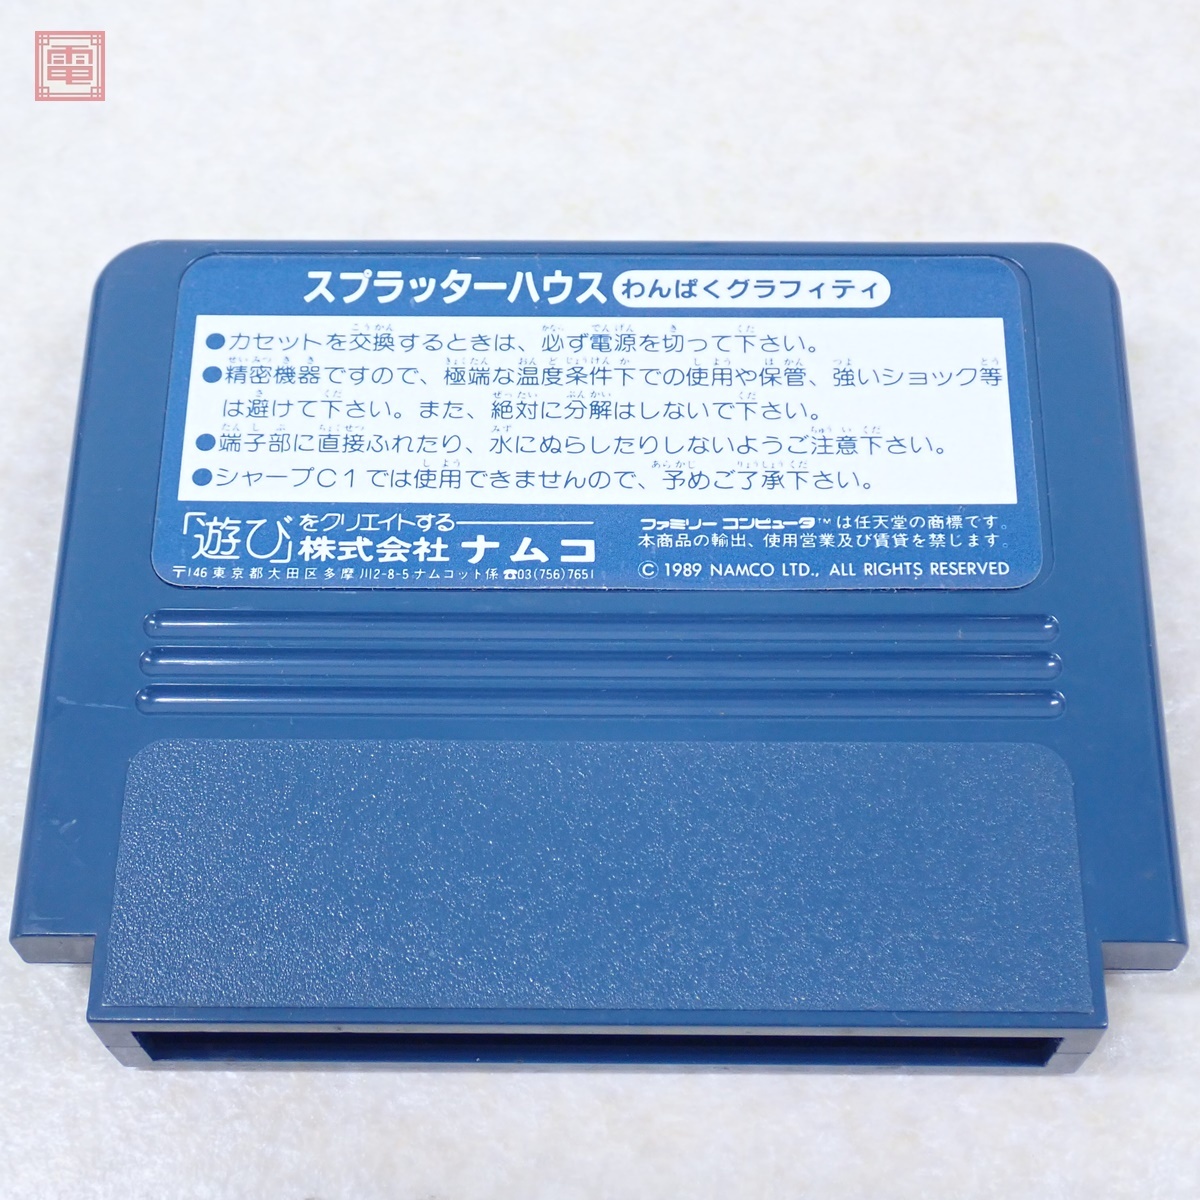 電
スプラッターハウス わんぱくグラフィティ
●カセットを交換するときは、必ず電源を切って下さい。
●精密機器ですので、極端な温度条件下での使用や保管、強いショック等
は避けて下さい。また、絶対に分解はしないで下さい。
●端子部に直接ふれたり、水にぬらしたりしないようご注意下さい。
●シャープC1では使用できませんので、予めご了承下さい。
「遊び」をクリエイトする
株式会社 ナムコ
〒146 東京都大田区多摩川2-8-5 ナムコット係 ☎03(756)7651
ファミリー コンピュータ™は任天堂の商標です。
本商品の輸出、使用営業及び賃貸を禁じます。
© 1989 NAMCO LTD., ALL RIGHTS RESERVED